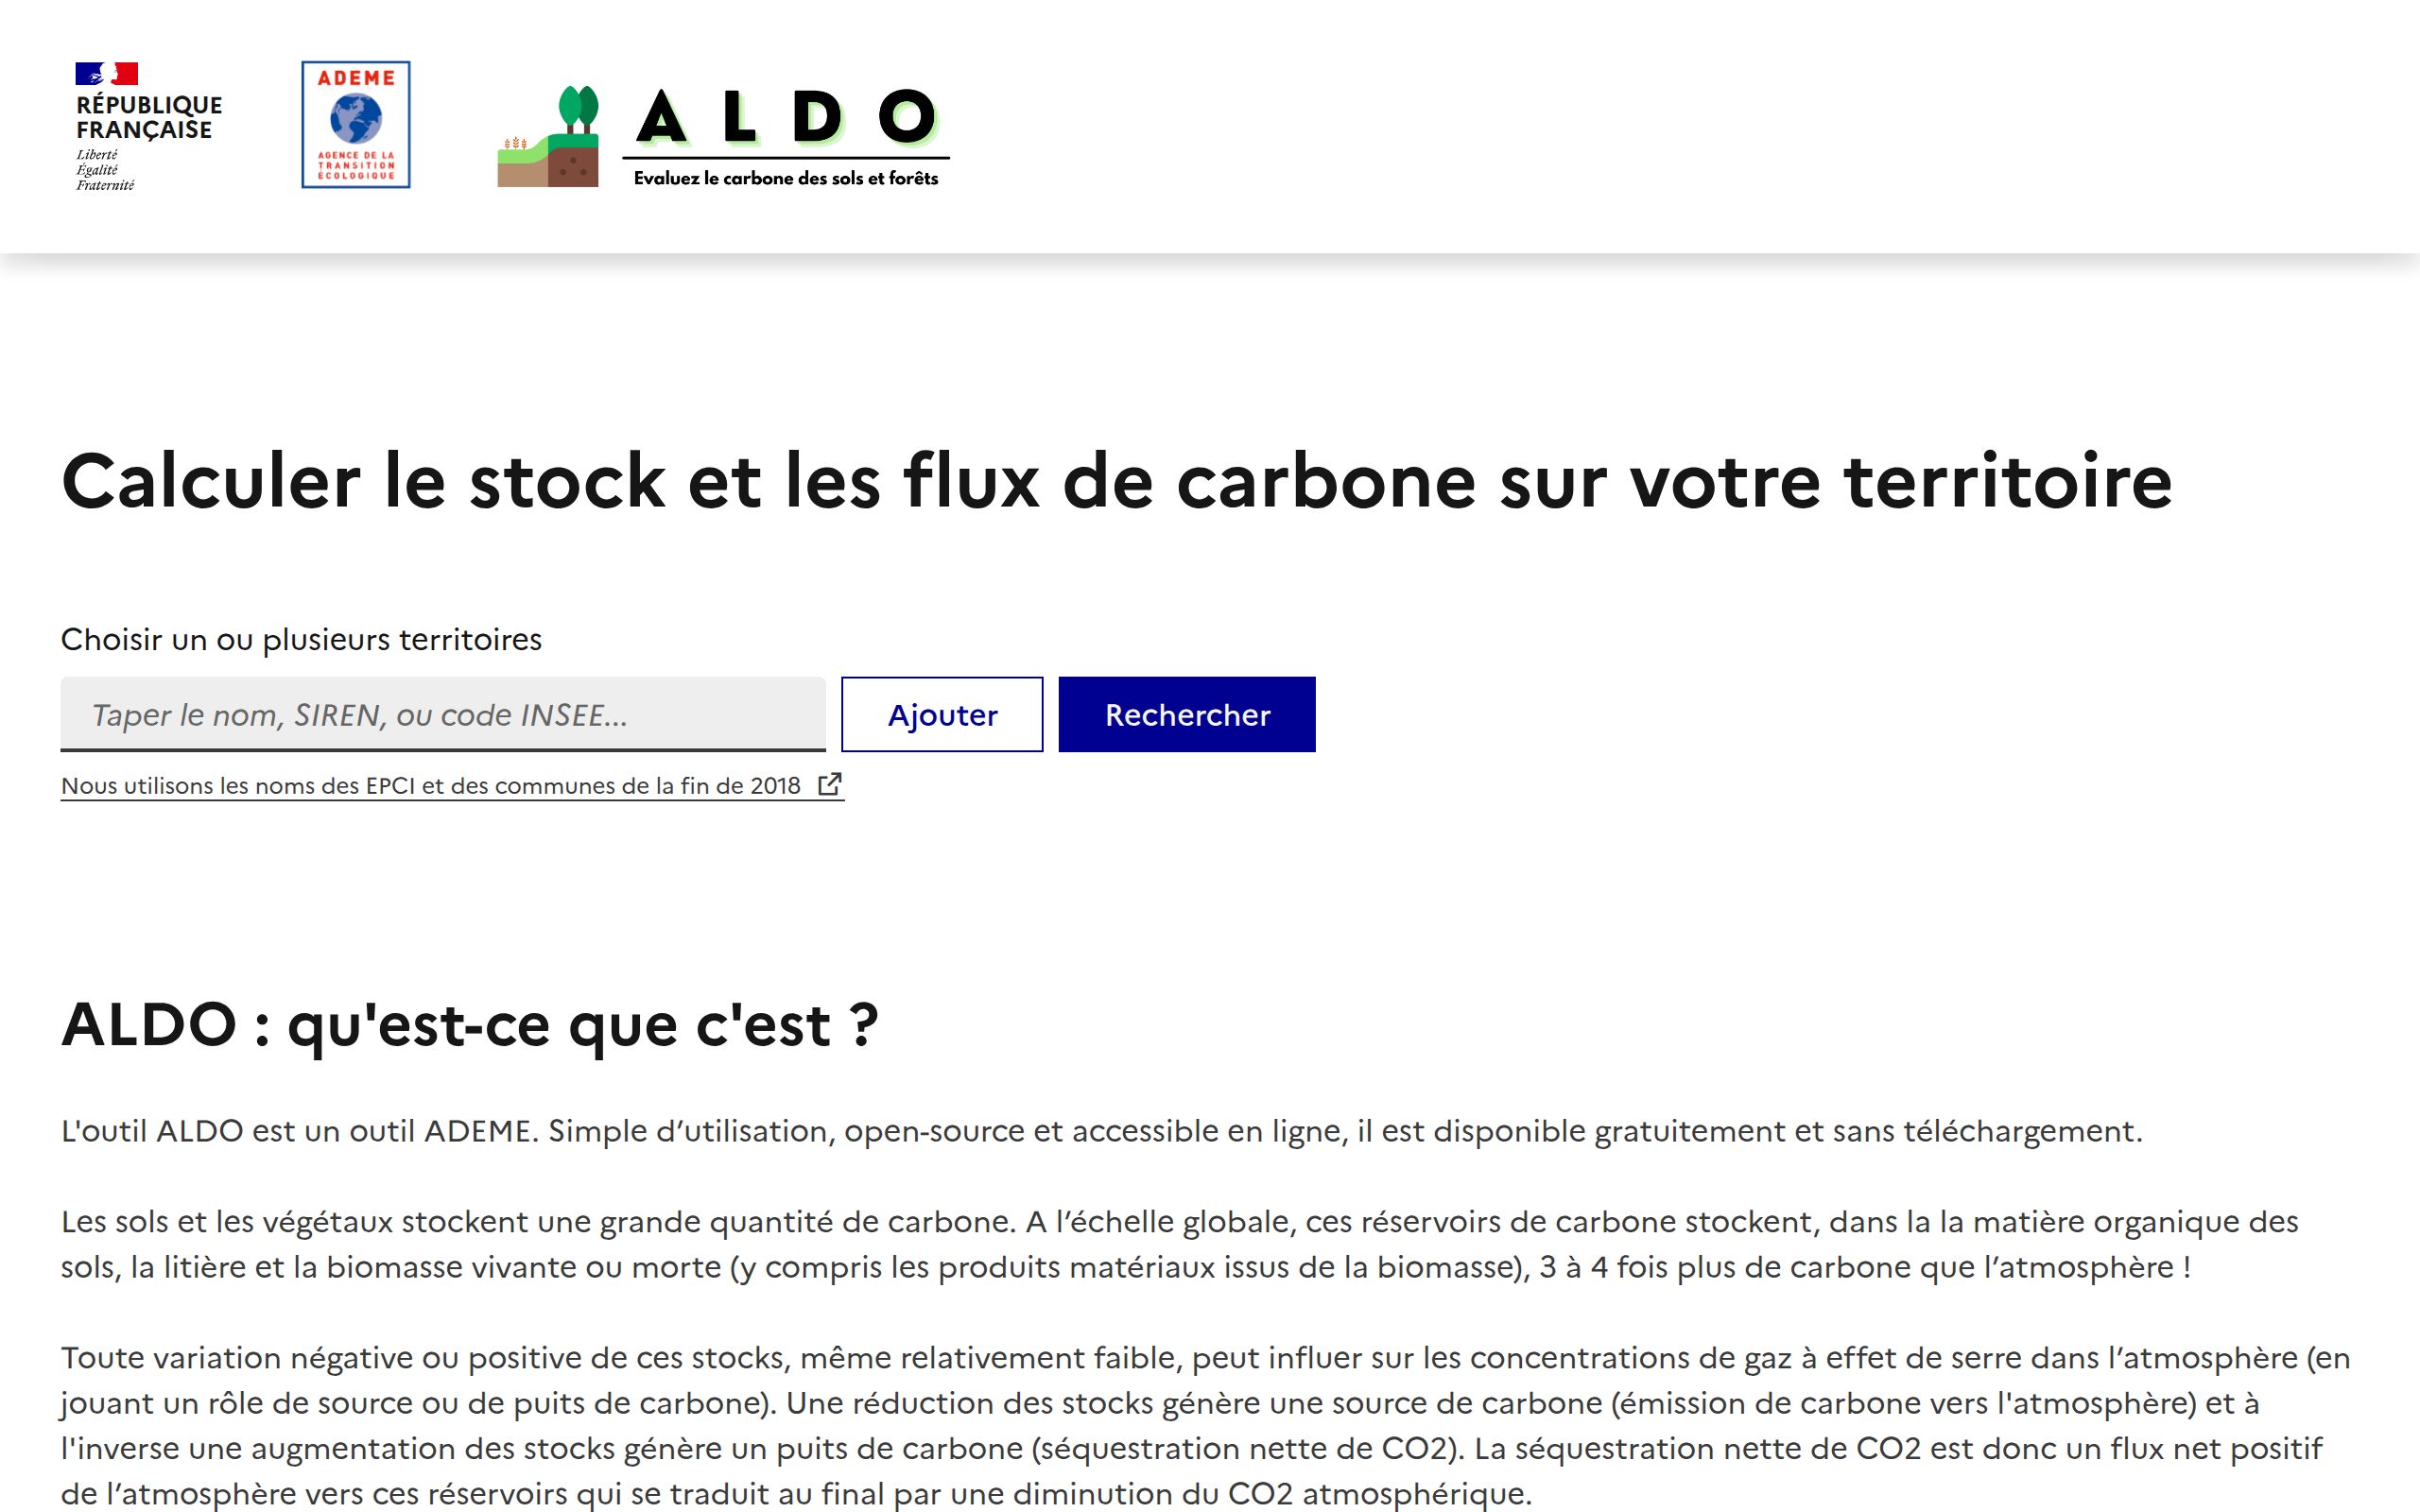 RÉPUBLIQUE
FRANÇAISE
Liberté
Égalité
Fraternité
ADEME
AGENCE DE LA
TRANSITION
ÉCOLOGIQUE
ALDO
Evaluez le carbone des sols et forêts
Calculer le stock et les flux de carbone sur votre territoire
Choisir un ou plusieurs territoires
Taper le nom, SIREN, ou code INSEE...
Ajouter
Rechercher
Nous utilisons les noms des EPCI et des communes de la fin de 2018
ALDO : qu'est-ce que c'est ?
L'outil ALDO est un outil ADEME. Simple d’utilisation, open-source et accessible en ligne, il est disponible gratuitement et sans téléchargement.
Les sols et les végétaux stockent une grande quantité de carbone. A l’échelle globale, ces réservoirs de carbone stockent, dans la la matière organique des
sols, la litière et la biomasse vivante ou morte (y compris les produits matériaux issus de la biomasse), 3 à 4 fois plus de carbone que l’atmosphère !
Toute variation négative ou positive de ces stocks, même relativement faible, peut influer sur les concentrations de gaz à effet de serre dans l’atmosphère (en
jouant un rôle de source ou de puits de carbone). Une réduction des stocks génère une source de carbone (émission de carbone vers l'atmosphère) et à
l'inverse une augmentation des stocks génère un puits de carbone (séquestration nette de CO2). La séquestration nette de CO2 est donc un flux net positif
de l’atmosphère vers ces réservoirs qui se traduit au final par une diminution du CO2 atmosphérique.